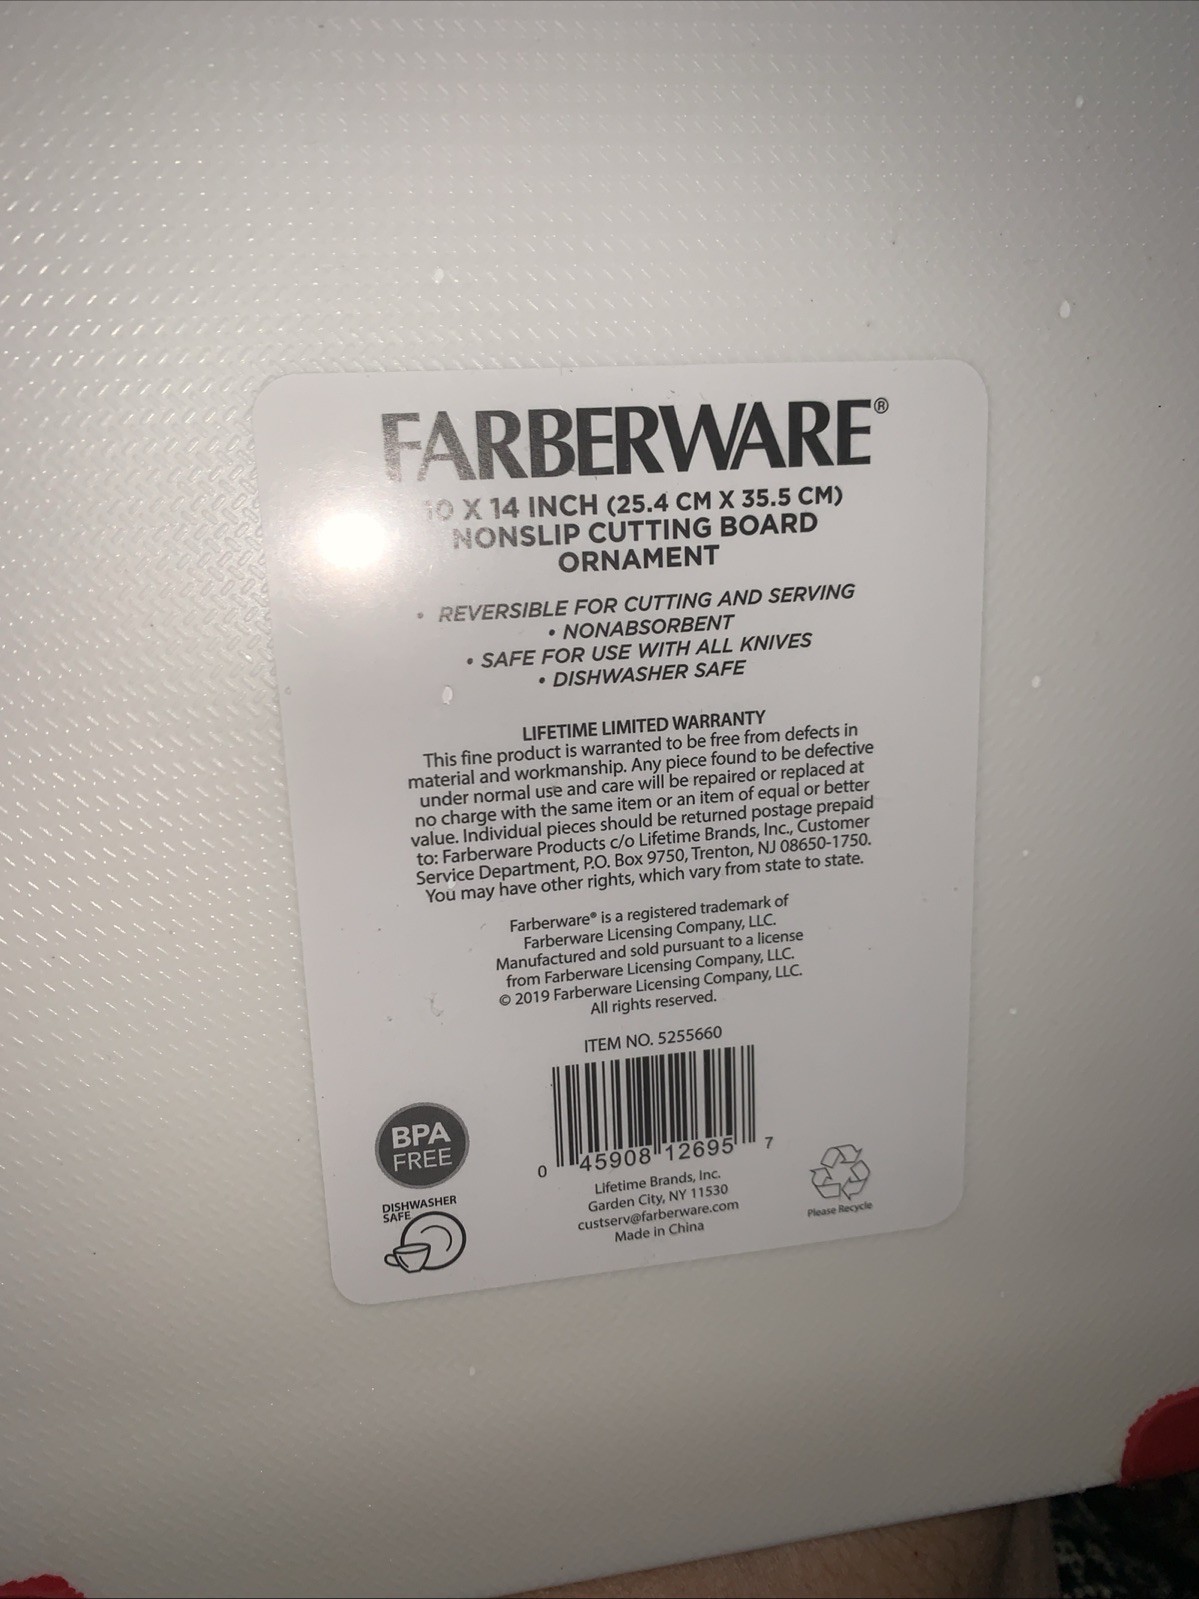 FARBERWARE®
10 X 14 INCH (25.4 CM X 35.5 CM)
NONSLIP CUTTING BOARD
ORNAMENT
• REVERSIBLE FOR CUTTING AND SERVING
• NONABSORBENT
• SAFE FOR USE WITH ALL KNIVES
• DISHWASHER SAFE
LIFETIME LIMITED WARRANTY
This fine product is warranted to be free from defects in
material and workmanship. Any piece found to be defective
under normal use and care will be repaired or replaced at
no charge with the same item or an item of equal or better
value. Individual pieces should be returned postage prepaid
to: Farberware Products c/o Lifetime Brands, Inc., Customer
Service Department, P.O. Box 9750, Trenton, NJ 08650-1750.
You may have other rights, which vary from state to state.
Farberware® is a registered trademark of
Farberware Licensing Company, LLC.
Manufactured and sold pursuant to a license
from Farberware Licensing Company, LLC.
© 2019 Farberware Licensing Company, LLC.
All rights reserved.
ITEM NO. 5255660
0 45908 12695 7
BPA
FREE
DISHWASHER
SAFE
Lifetime Brands, Inc.
Garden City, NY 11530
custserv@farberware.com
Made in China
Please Recycle